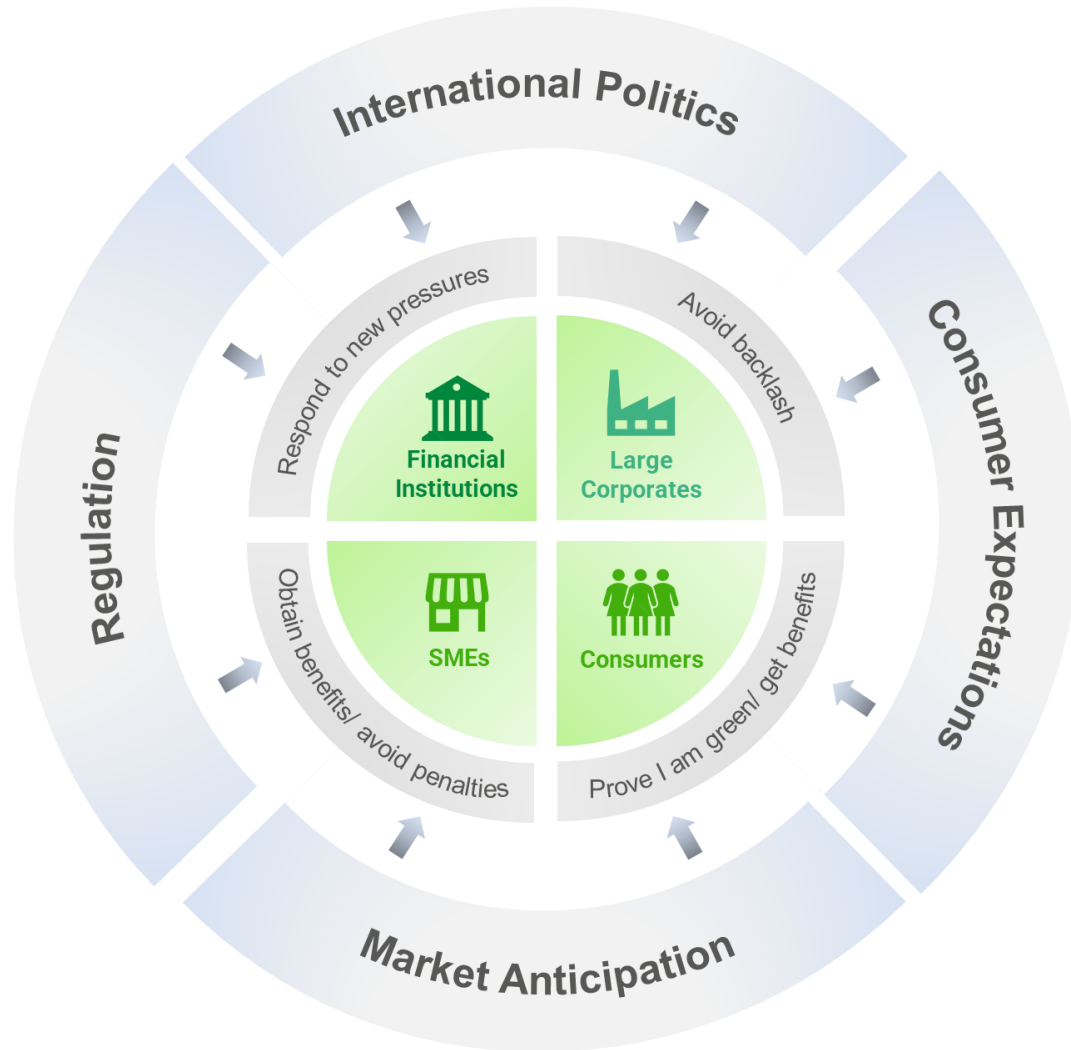 International Politics
Regulation
Consumer Expectations
Market Anticipation
Respond to new pressures
Avoid backlash
Obtain benefits/ avoid penalties
Prove I am green/ get benefits
Financial
Institutions
Large
Corporates
SMEs
Consumers